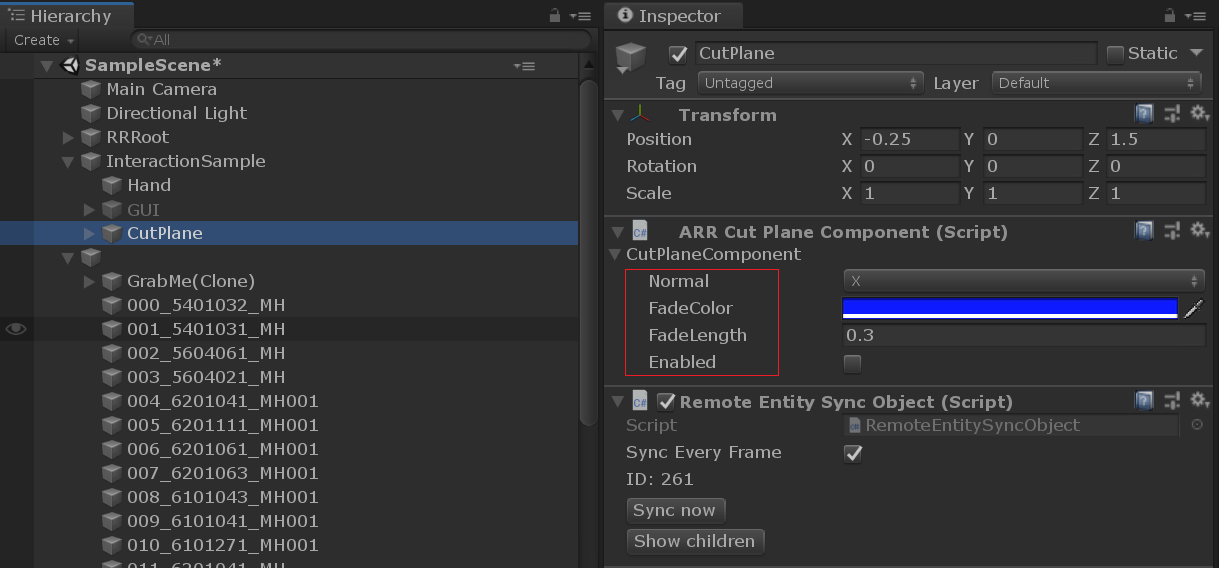 Hierarchy
Create
All
SampleScene*
Main Camera
Directional Light
RRRoot
InteractionSample
Hand
GUI
CutPlane
GrabMe(Clone)
000_5401032_MH
001_5401031_MH
002_5604061_MH
003_5604021_MH
004_6201041_MH001
005_6201111_MH001
006_6201061_MH001
007_6201063_MH001
008_6101043_MH001
009_6101041_MH001
010_6101271_MH001
011_6201041_MH
Inspector
CutPlane
Static
Tag Untagged Layer Default
Transform
Position X -0.25 Y 0 Z 1.5
Rotation X 0 Y 0 Z 0
Scale X 1 Y 1 Z 1
C# ARR Cut Plane Component (Script)
CutPlaneComponent
Normal X
FadeColor
FadeLength 0.3
Enabled
C# Remote Entity Sync Object (Script)
Script RemoteEntitySyncObject
Sync Every Frame
ID: 261
Sync now
Show children